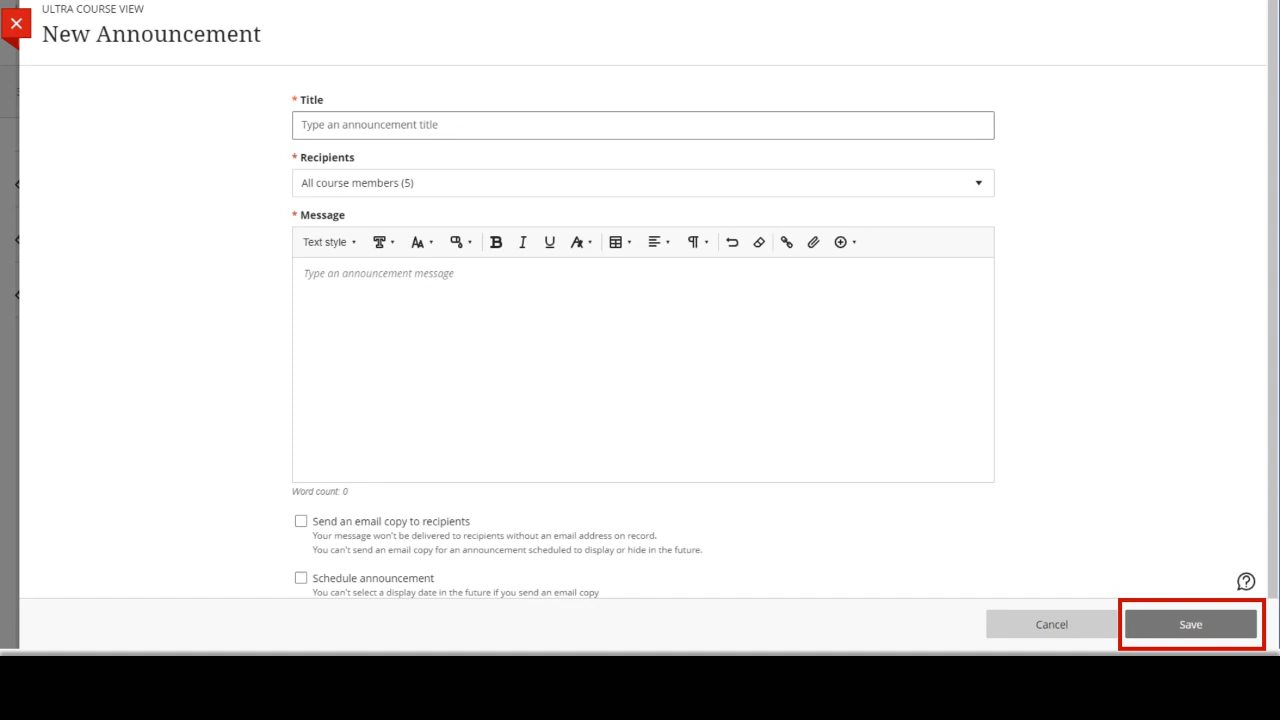 ULTRA COURSE VIEW
New Announcement
* Title
Type an announcement title
* Recipients
All course members (5)
* Message
Text style
Type an announcement message
Word count: 0
Send an email copy to recipients
Your message won't be delivered to recipients without an email address on record.
You can't send an email copy for an announcement scheduled to display or hide in the future.
Schedule announcement
You can't select a display date in the future if you send an email copy
Cancel
Save